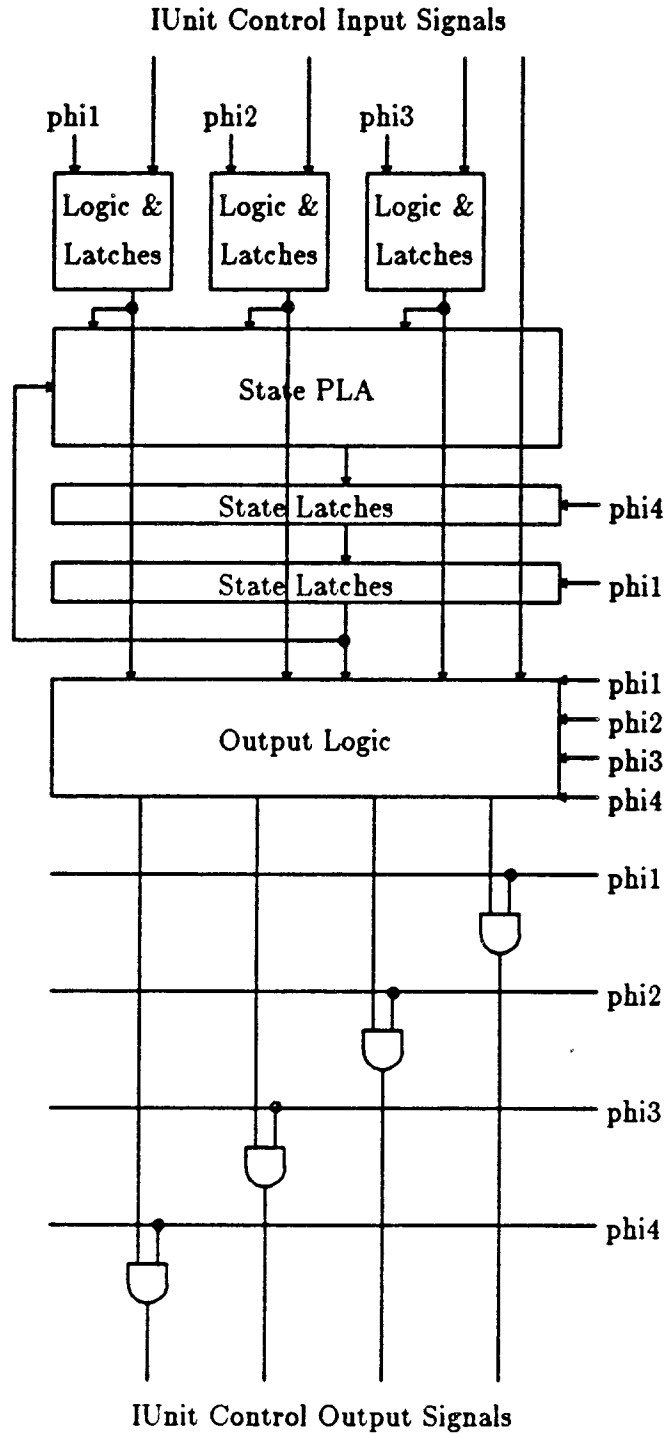 IUnit Control Input Signals
phi1
phi2
phi3
Logic &
Latches
Logic &
Latches
Logic &
Latches
State PLA
State Latches
phi4
State Latches
phi1
Output Logic
phi1
phi2
phi3
phi4
phi1
phi2
phi3
phi4
IUnit Control Output Signals